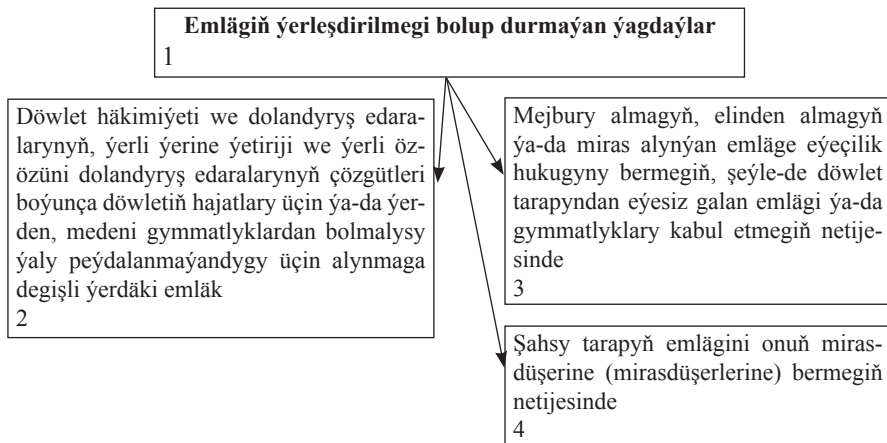 Emlägiň ýerleşdirilmegi bolup durmaýan ýagdaýlar
1
Döwlet häkimiýeti we dolandyryş edara-
larynyň, ýerli ýerine ýetiriji we ýerli öz-
özüni dolandyryş edaralarynyň çözgütleri
boýunça döwletiň hajatlary üçin ýa-da ýer-
den, medeni gymmatlyklardan bolmalysy
ýaly peýdalanmaýandygy üçin alynmaga
degişli ýerdäki emläk
2
Mejbury almagyň, elinden almagyň
ýa-da miras alynýan emläge eýeçilik
hukugyny bermegiň, şeýle-de döwlet
tarapyndan eýesiz galan emlägi ýa-da
gymmatlyklary kabul etmegiň netije-
sinde
3
Şahsy tarapyň emlägini onuň miras-
düşerine (mirasdüşerlerine) bermegiň
netijesinde
4